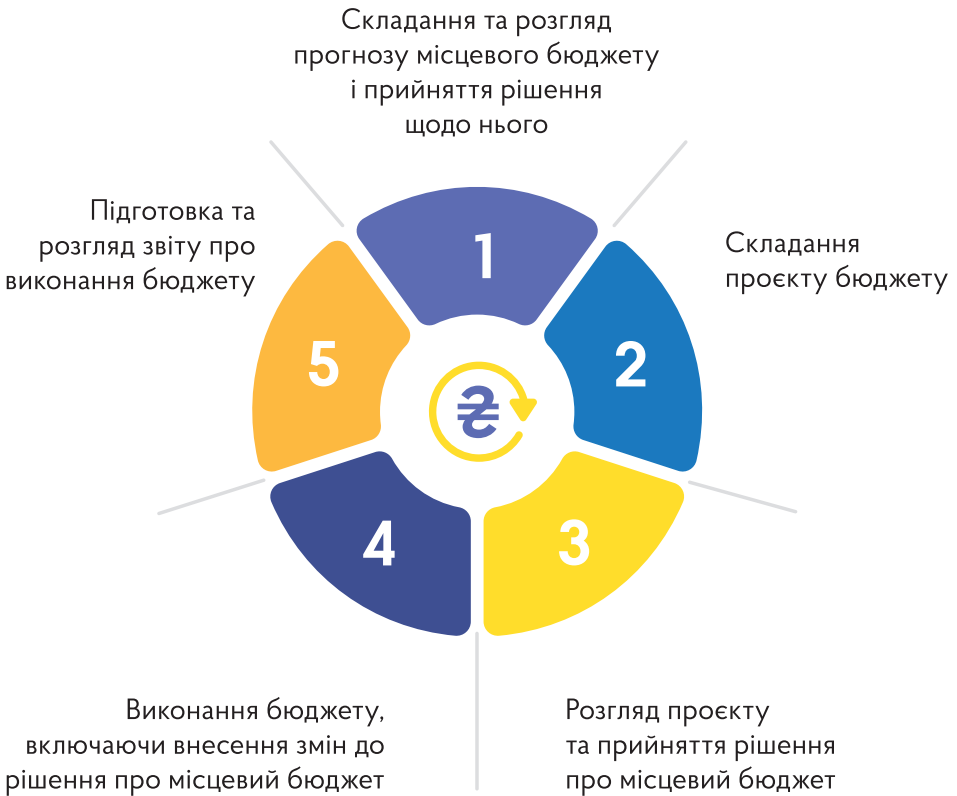 Складання та розгляд
прогнозу місцевого бюджету
і прийняття рішення
щодо нього
1
Складання
проєкту бюджету
2
Розгляд проєкту
та прийняття рішення
про місцевий бюджет
3
Виконання бюджету,
включаючи внесення змін до
рішення про місцевий бюджет
4
Підготовка та
розгляд звіту про
виконання бюджету
5
₴